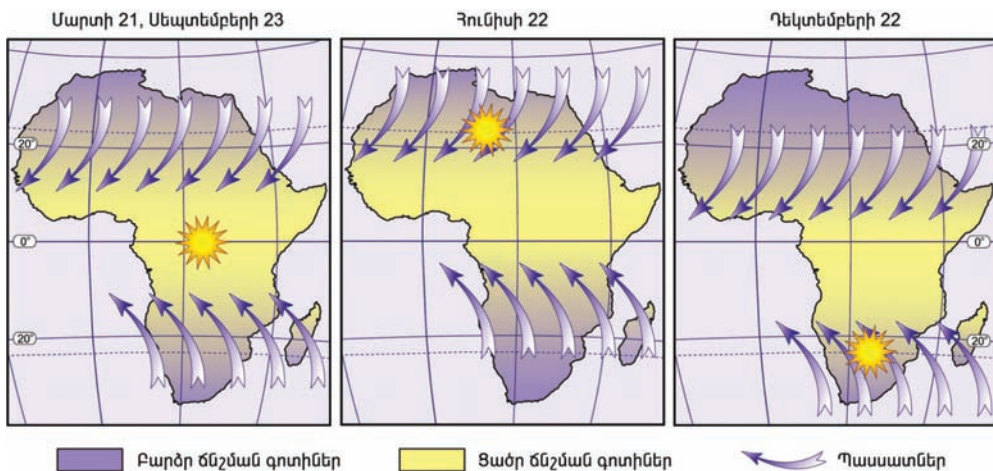 Մարտի 21, Սեպտեմբերի 23
Հունիսի 22
Դեկտեմբերի 22
20°
0°
20°
20°
0°
20°
Բարձր ճնշման գոտիներ
Ցածր ճնշման գոտիներ
Պասսատներ